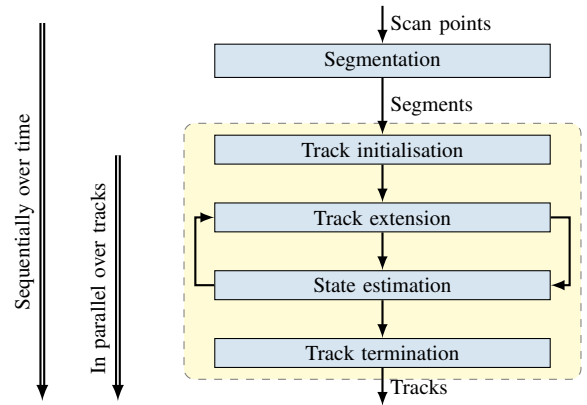 Scan points
Segmentation
Segments
Track initialisation
Track extension
State estimation
Track termination
Tracks
Sequentially over time
In parallel over tracks